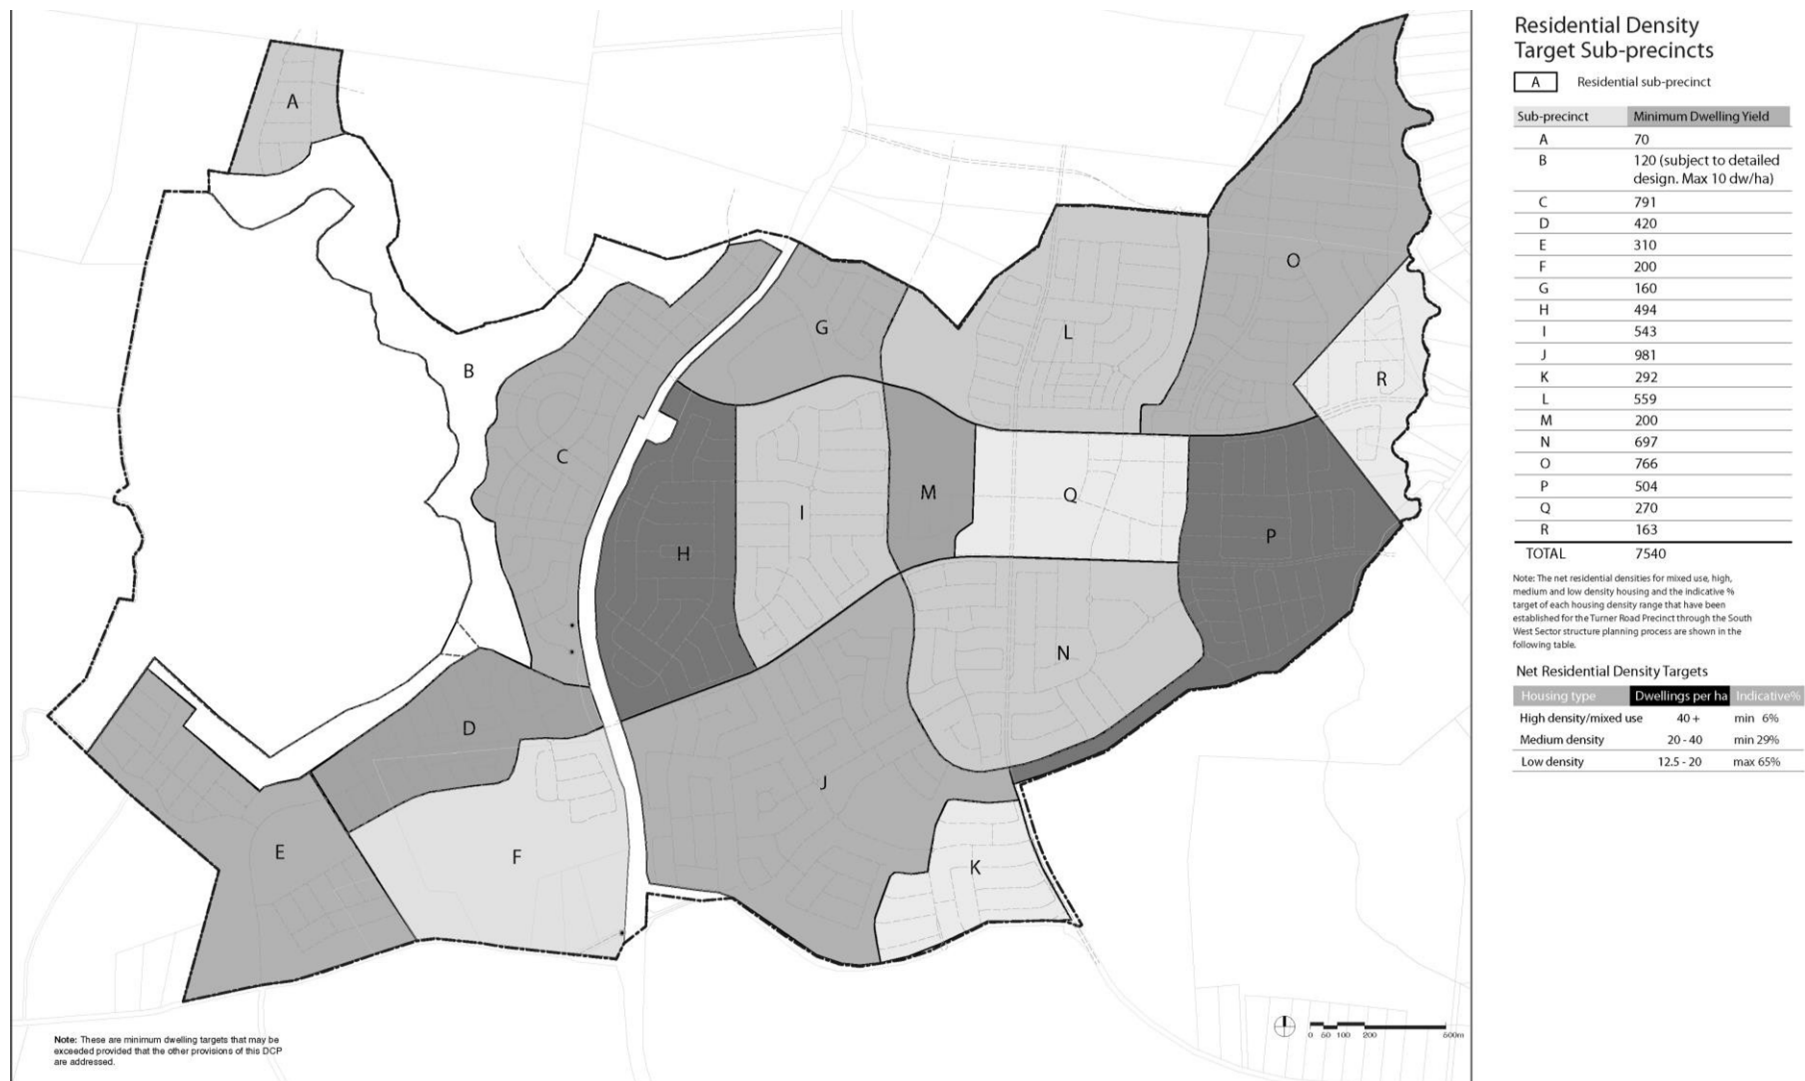 Residential Density
Target Sub-precincts
A Residential sub-precinct
Sub-precinct Minimum Dwelling Yield
A 70
B 120 (subject to detailed
design. Max 10 dw/ha)
C 791
D 420
E 310
F 200
G 160
H 494
I 543
J 981
K 292
L 559
M 200
N 697
O 766
P 504
Q 270
R 163
TOTAL 7540
Note: The net residential densities for mixed use, high,
medium and low density housing and the indicative %
target of each housing density range that have been
established for the Turner Road Precinct through the South
West Sector structure planning process are shown in the
following table.
Net Residential Density Targets
Housing type Dwellings per ha Indicative%
High density/mixed use 40 + min 6%
Medium density 20 - 40 min 29%
Low density 12.5 - 20 max 65%
A
O
G
L
B
R
C
M
Q
I
P
H
N
D
J
E
F
K
Note: These are minimum dwelling targets that may be
exceeded provided that the other provisions of this DCP
are addressed.
0 50 100 200 500m